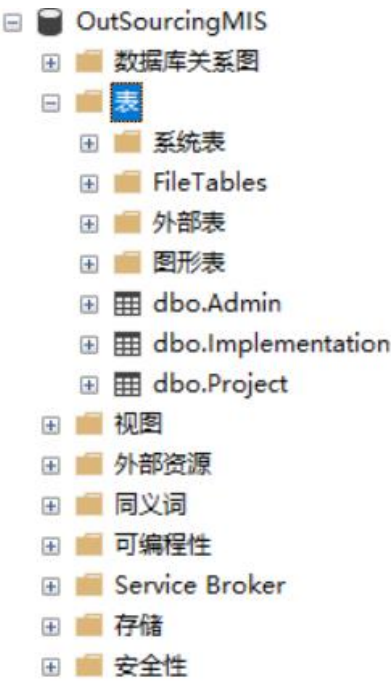 OutSourcingMIS
数据库关系图
表
系统表
FileTables
外部表
图形表
dbo.Admin
dbo.Implementation
dbo.Project
视图
外部资源
同义词
可编程性
Service Broker
存储
安全性